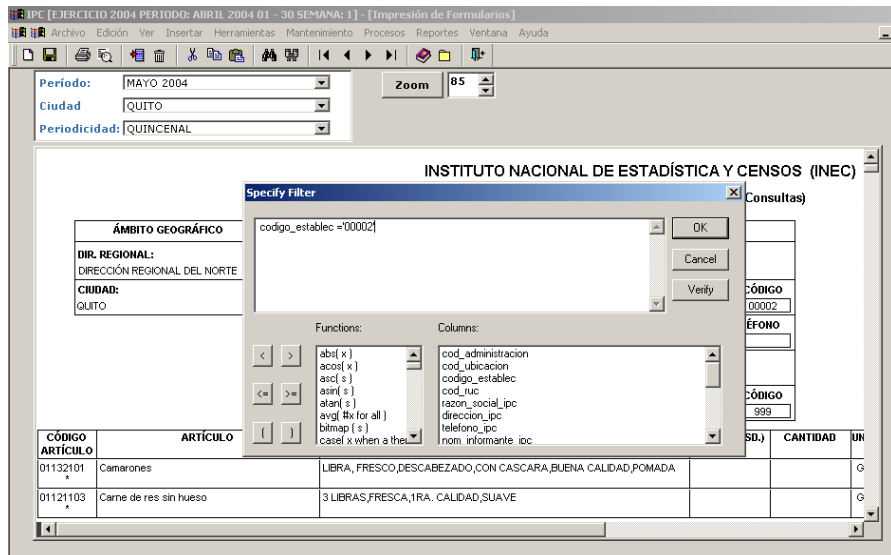 IPC [EJERCICIO 2004 PERIODO: ABRIL 2004 01 - 30 SEMANA: 1] - [Impresión de Formularios]
Archivo Edición Ver Insertar Herramientas Mantenimiento Procesos Reportes Ventana Ayuda
Período: MAYO 2004
Zoom 85
Ciudad QUITO
Periodicidad: QUINCENAL
INSTITUTO NACIONAL DE ESTADÍSTICA Y CENSOS (INEC)
Consultas)
Specify Filter
codigo_establec ='00002'
OK
Cancel
Verify
Functions:
Columns:
< >
<= >=
( )
abs( x )
acos( x )
asc( s )
asin( s )
atan( s )
avg( #x for all )
bitmap ( s )
case( x when a then
cod_administracion
cod_ubicacion
codigo_establec
cod_ruc
razon_social_ipc
direccion_ipc
telefono_ipc
nom_informante_ipc
ÁMBITO GEOGRÁFICO
DIR. REGIONAL:
DIRECCIÓN REGIONAL DEL NORTE
CIUDAD:
QUITO
CÓDIGO
00002
ÉFONO
CÓDIGO
999
CÓDIGO ARTÍCULO ARTÍCULO SD.) CANTIDAD UN
01132101 * Camarones LIBRA, FRESCO,DESCABEZADO,CON CASCARA,BUENA CALIDAD,POMADA G
01121103 * Carne de res sin hueso 3 LIBRAS,FRESCA,1RA. CALIDAD,SUAVE G